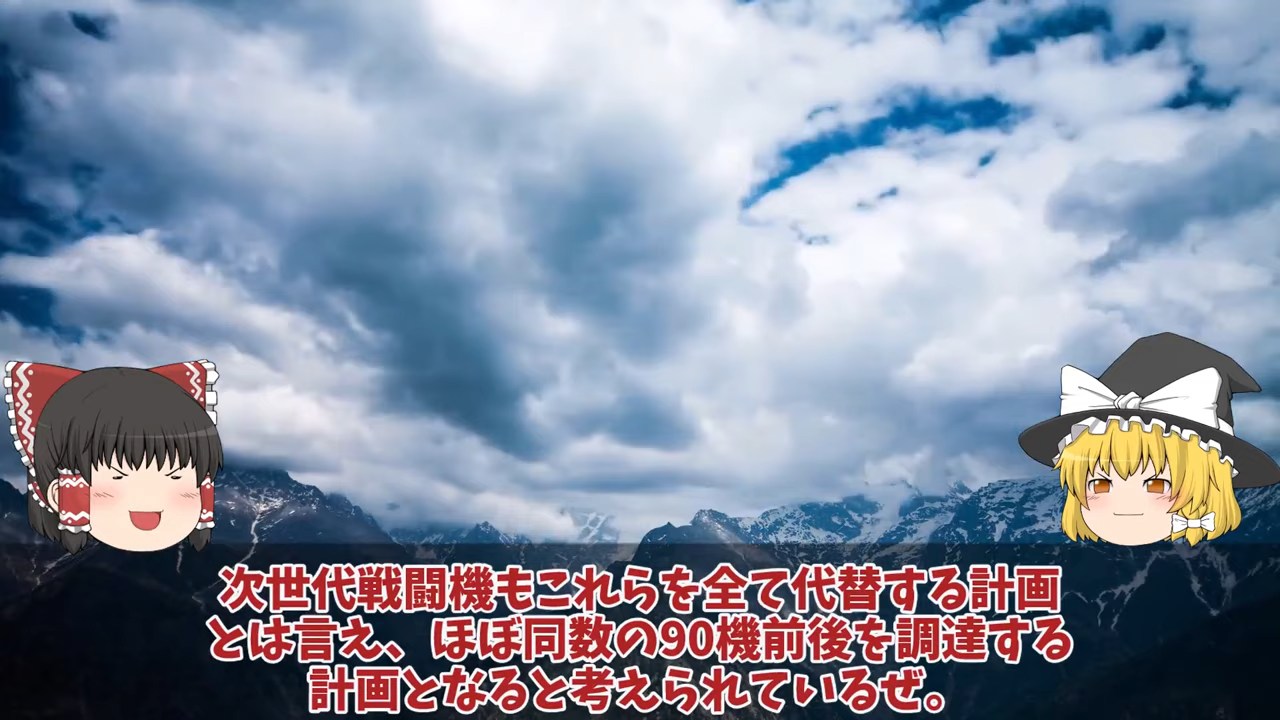 次世代戦闘機もこれらを全て代替する計画
とは言え、ほぼ同数の90機前後を調達する
計画となると考えられているぜ。